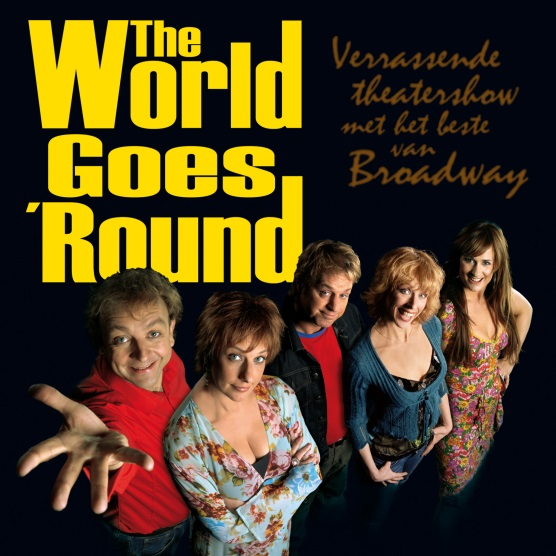 The
World
Goes
'Round
Verrassende
theatershow
met het beste
van
Broadway